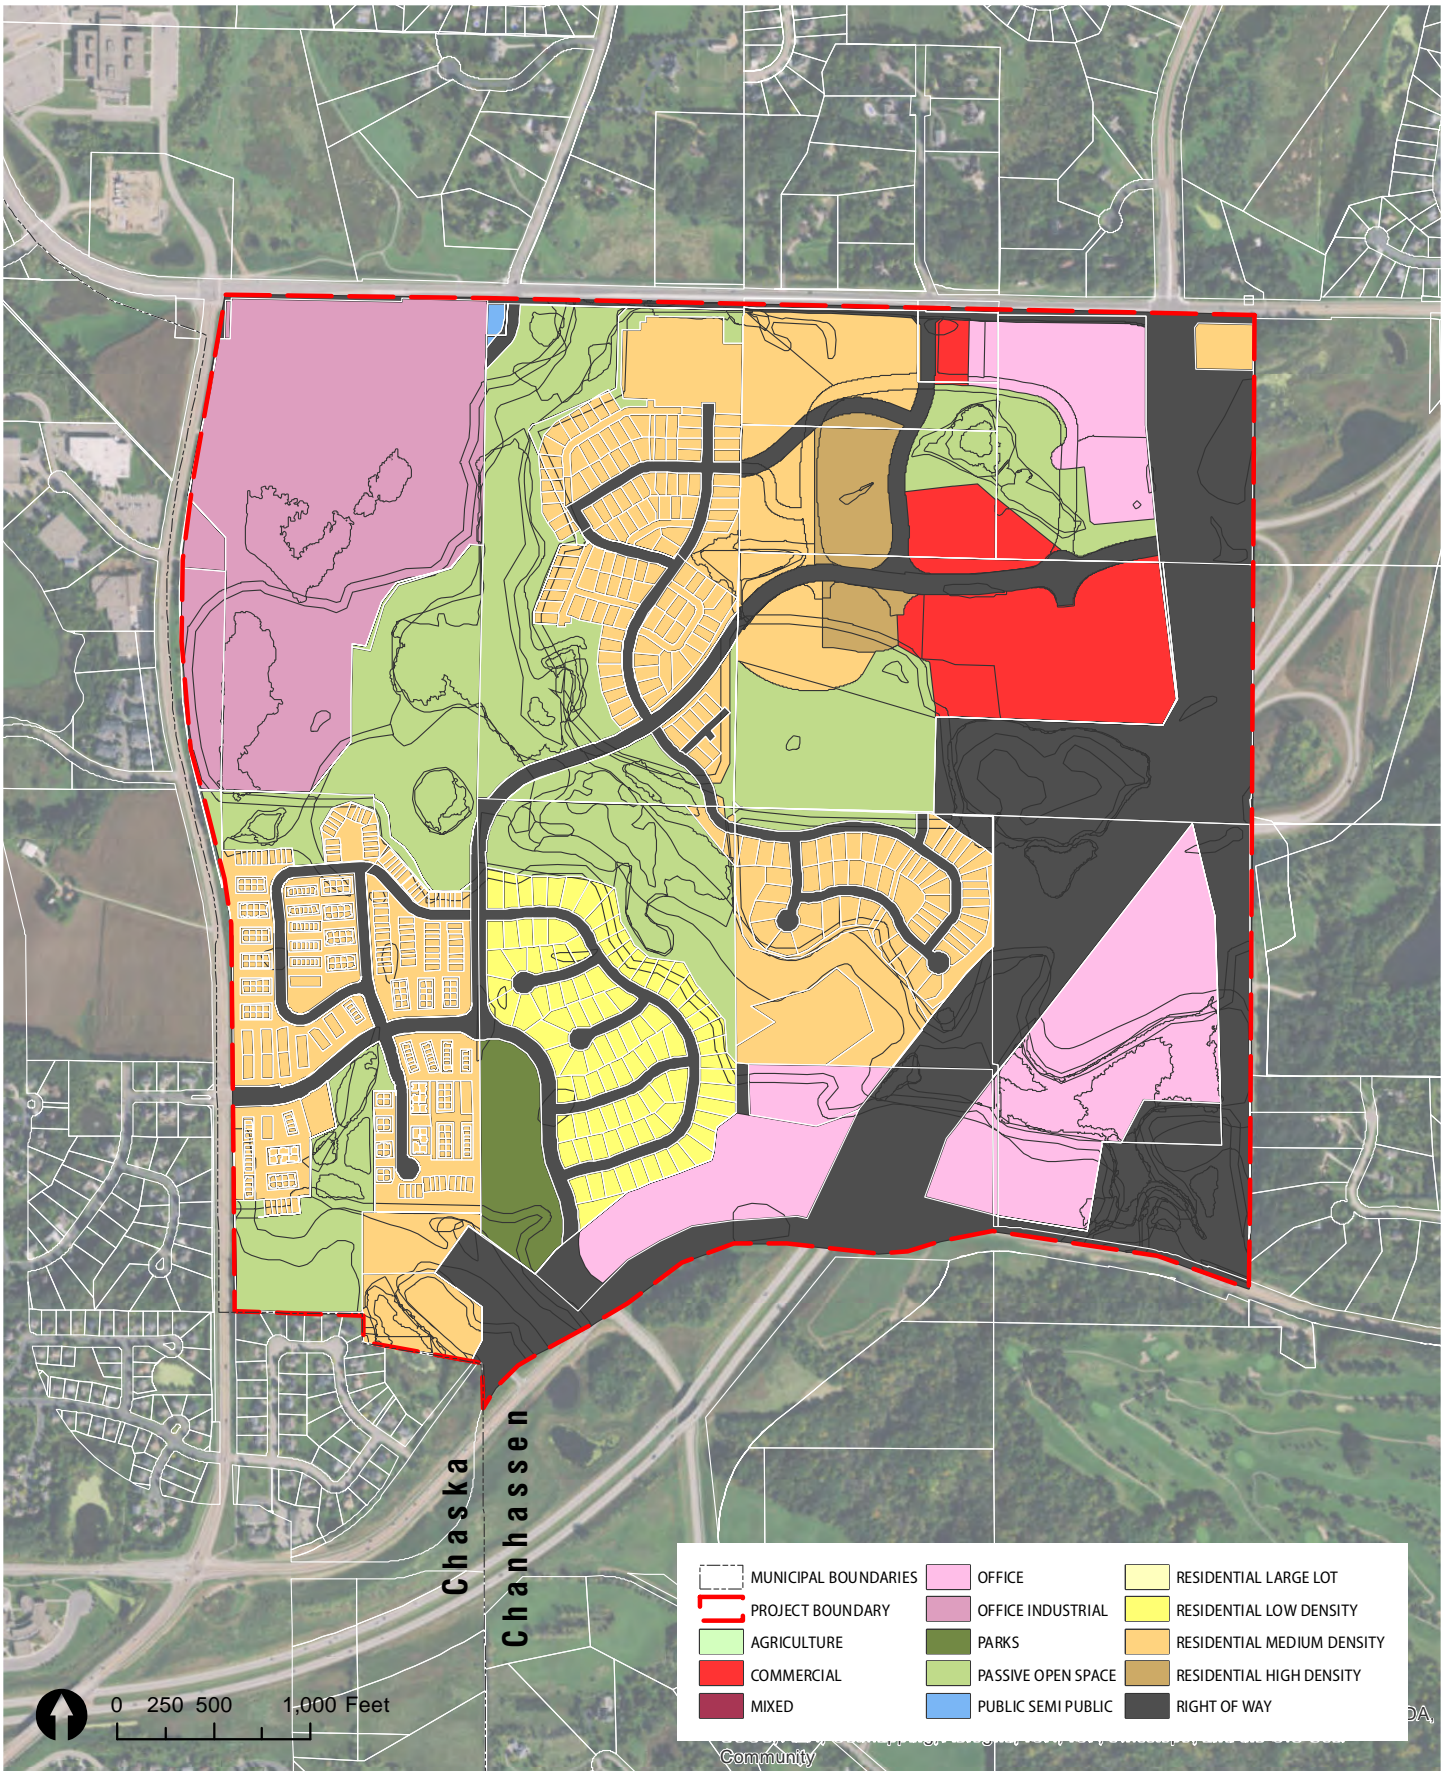 Chaska
Chanhassen
MUNICIPAL BOUNDARIES
PROJECT BOUNDARY
AGRICULTURE
COMMERCIAL
MIXED
OFFICE
OFFICE INDUSTRIAL
PARKS
PASSIVE OPEN SPACE
PUBLIC SEMI PUBLIC
RESIDENTIAL LARGE LOT
RESIDENTIAL LOW DENSITY
RESIDENTIAL MEDIUM DENSITY
RESIDENTIAL HIGH DENSITY
RIGHT OF WAY
0 250 500 1,000 Feet
Community